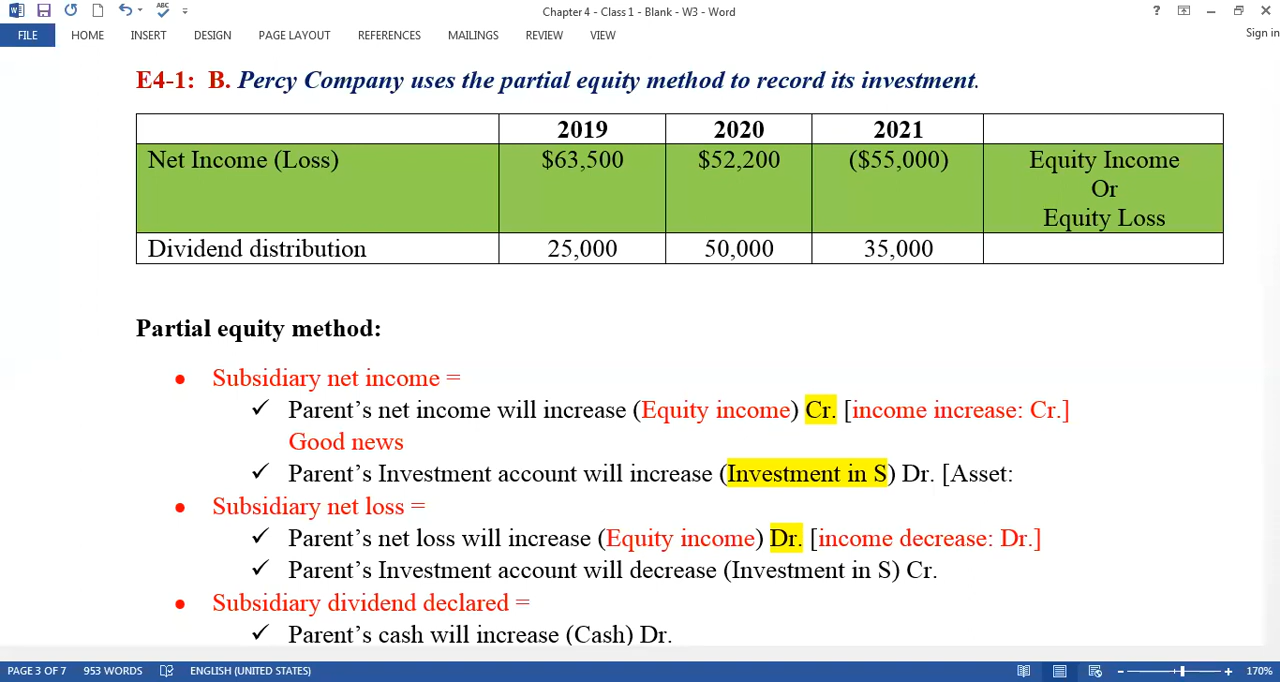 Chapter 4 - Class 1 - Blank - W3 - Word
Sign in
FILE HOME INSERT DESIGN PAGE LAYOUT REFERENCES MAILINGS REVIEW VIEW
E4-1: B. Percy Company uses the partial equity method to record its investment.
2019 2020 2021
Net Income (Loss) $63,500 $52,200 ($55,000) Equity Income
Or
Equity Loss
Dividend distribution 25,000 50,000 35,000
Partial equity method:
• Subsidiary net income =
✓ Parent's net income will increase (Equity income) Cr. [income increase: Cr.]
Good news
✓ Parent's Investment account will increase (Investment in S) Dr. [Asset:
• Subsidiary net loss =
✓ Parent's net loss will increase (Equity income) Dr. [income decrease: Dr.]
✓ Parent's Investment account will decrease (Investment in S) Cr.
• Subsidiary dividend declared =
✓ Parent's cash will increase (Cash) Dr.
PAGE 3 OF 7 953 WORDS ENGLISH (UNITED STATES) 170%